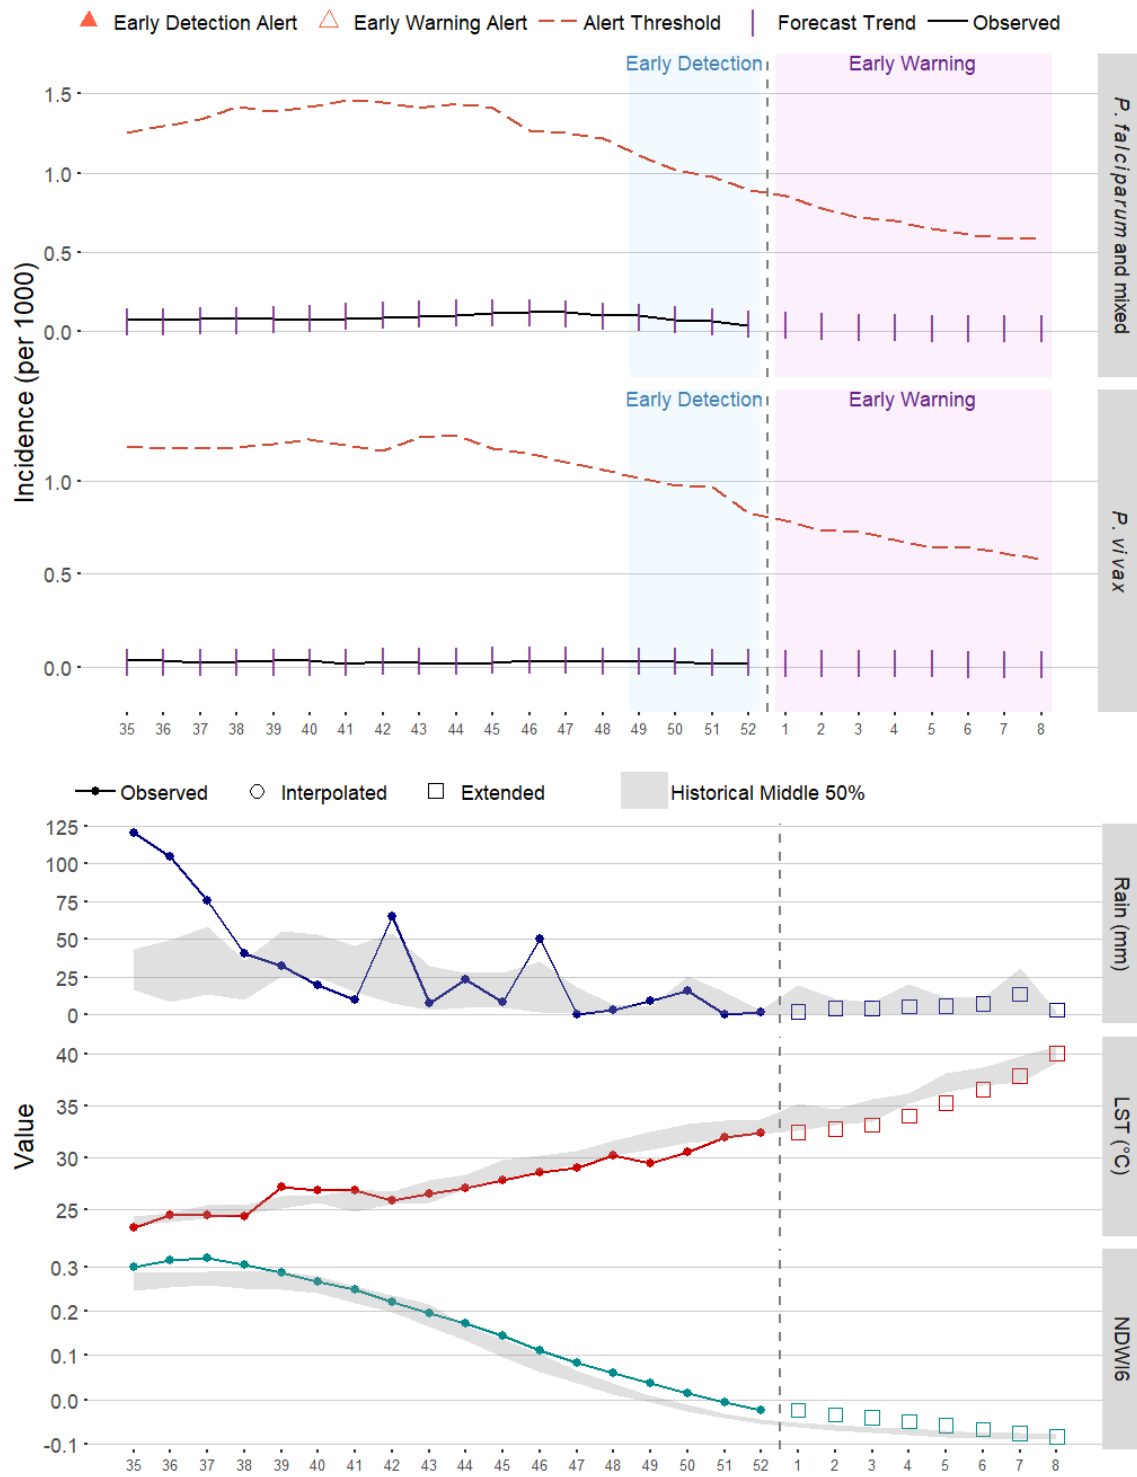 Early Detection Alert Early Warning Alert Alert Threshold Forecast Trend Observed
Early Detection Early Warning
1.5
1.0
0.5
0.0
P. falciparum and mixed
Early Detection Early Warning
1.0
0.5
0.0
P. vivax
Incidence (per 1000)
35 36 37 38 39 40 41 42 43 44 45 46 47 48 49 50 51 52 1 2 3 4 5 6 7 8
Observed Interpolated Extended Historical Middle 50%
125
100
75
50
25
0
Rain (mm)
40
35
30
25
LST (°C)
Value
0.3
0.2
0.1
0.0
-0.1
NDWI6
35 36 37 38 39 40 41 42 43 44 45 46 47 48 49 50 51 52 1 2 3 4 5 6 7 8